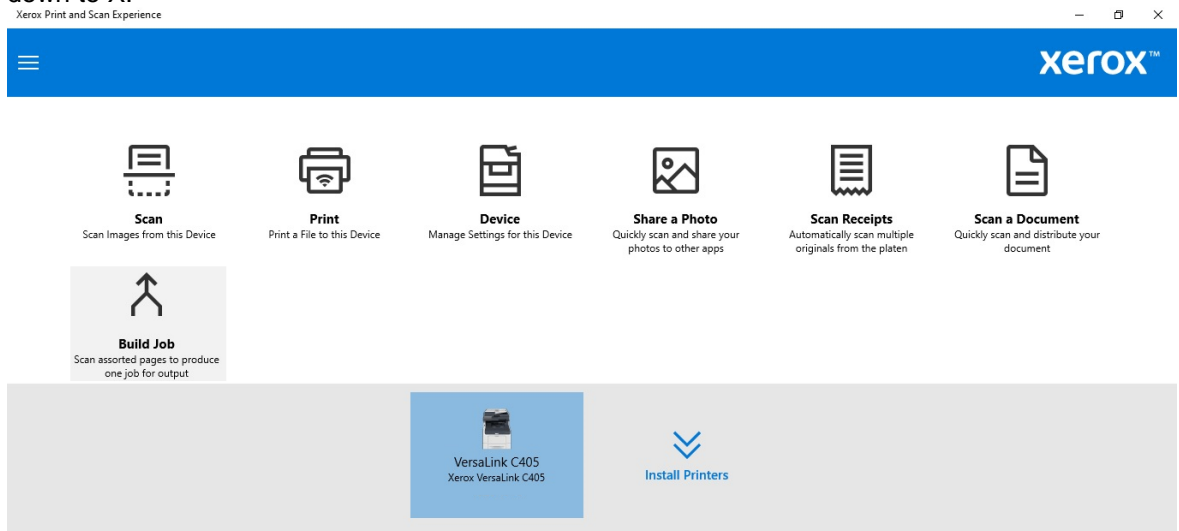 Xerox Print and Scan Experience
xerox™
Scan
Scan Images from this Device
Print
Print a File to this Device
Device
Manage Settings for this Device
Share a Photo
Quickly scan and share your
photos to other apps
Scan Receipts
Automatically scan multiple
originals from the platen
Scan a Document
Quickly scan and distribute your
document
Build Job
Scan assorted pages to produce
one job for output
VersaLink C405
Xerox VersaLink C405
Install Printers